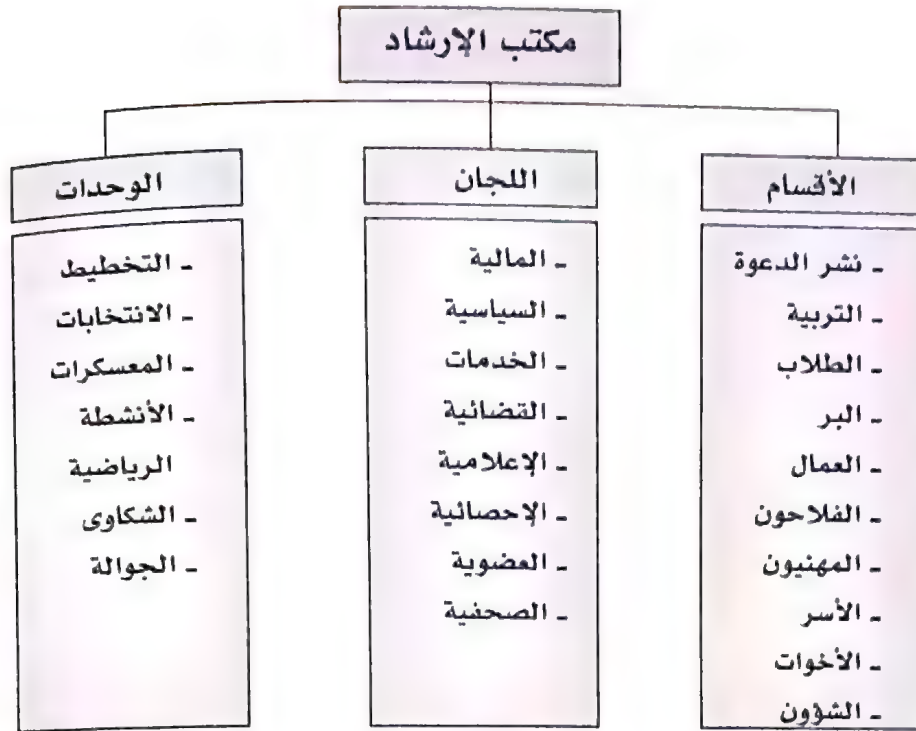 مكتب الإرشاد
الأقسام
- نشر الدعوة
- التربية
- الطلاب
- البر
- العمال
- الفلاحون
- المهنيون
- الأسر
- الأخوات
- الشؤون
اللجان
- المالية
- السياسية
- الخدمات
- القضائية
- الإعلامية
- الإحصائية
- العضوية
- الصحفية
الوحدات
- التخطيط
- الانتخابات
- المعسكرات
- الأنشطة
الرياضية
- الشكاوى
- الجوالة